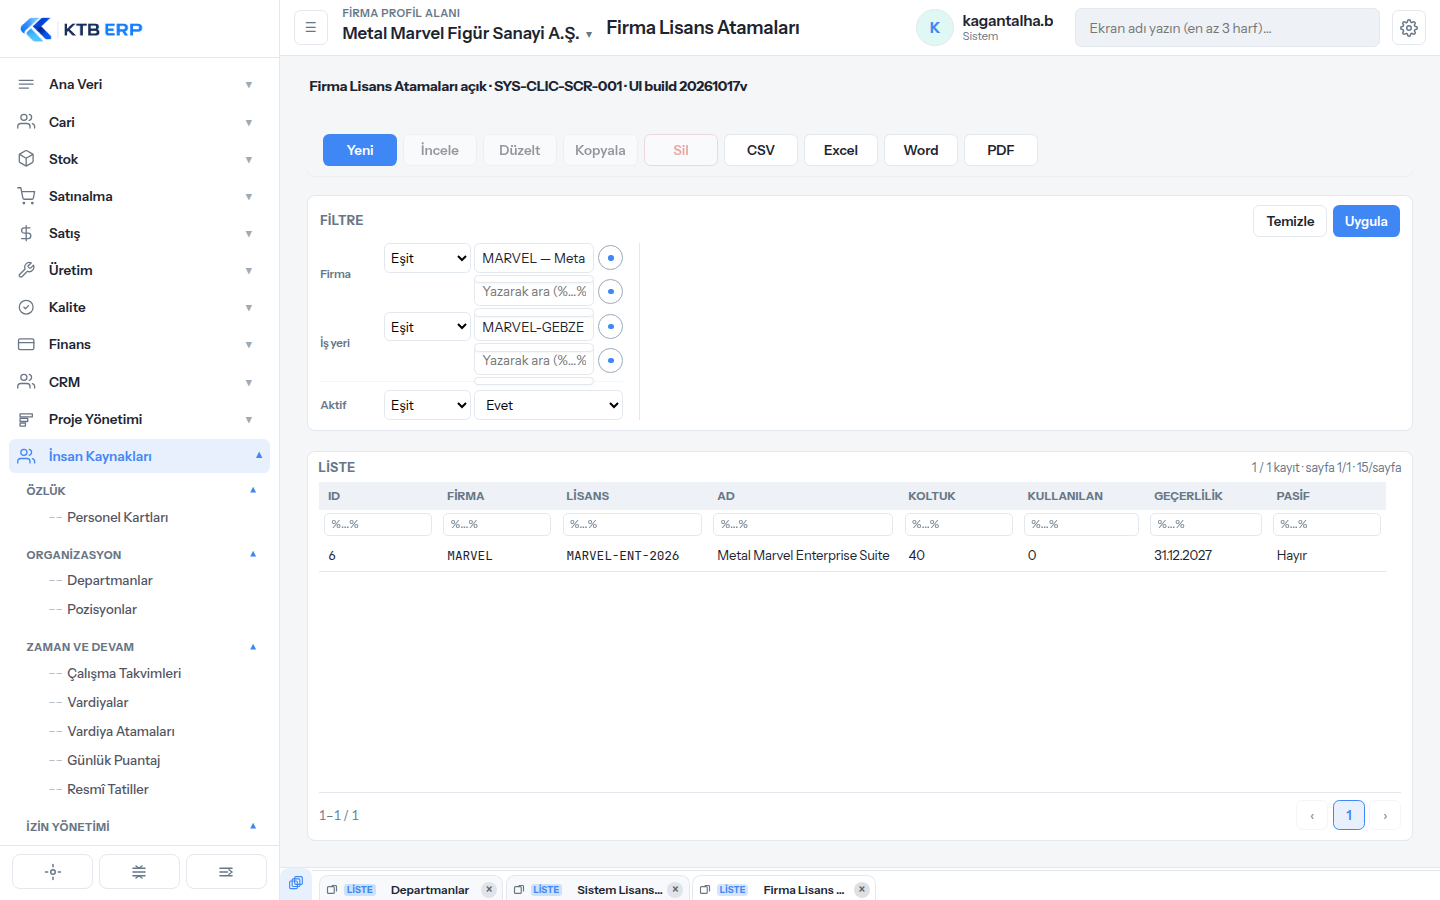 KTB ERP
Ana Veri
Cari
Stok
Satınalma
Satış
Üretim
Kalite
Finans
CRM
Proje Yönetimi
İnsan Kaynakları
ÖZLÜK
Personel Kartları
ORGANİZASYON
Departmanlar
Pozisyonlar
ZAMAN VE DEVAM
Çalışma Takvimleri
Vardiyalar
Vardiya Atamaları
Günlük Puantaj
Resmî Tatiller
İZİN YÖNETİMİ
FİRMA PROFİL ALANI
Metal Marvel Figür Sanayi A.Ş. ▾
Firma Lisans Atamaları
K
kagantalha.b
Sistem
Ekran adı yazın (en az 3 harf)...
Firma Lisans Atamaları açık · SYS-CLIC-SCR-001 · UI build 20261017v
Yeni İncele Düzelt Kopyala Sil CSV Excel Word PDF
FİLTRE
Temizle Uygula
Firma Eşit MARVEL — Meta
Yazarak ara (%...%
İş yeri Eşit MARVEL-GEBZE
Yazarak ara (%...%
Aktif Eşit Evet
LİSTE
1 / 1 kayıt · sayfa 1/1 · 15/sayfa
ID FİRMA LİSANS AD KOLTUK KULLANILAN GEÇERLİLİK PASİF
%...% %...% %...% %...% %...% %...% %...% %...%
6 MARVEL MARVEL-ENT-2026 Metal Marvel Enterprise Suite 40 0 31.12.2027 Hayır
1–1 / 1
‹ 1 ›
LİSTE Departmanlar ×
LİSTE Sistem Lisans... ×
LİSTE Firma Lisans ... ×